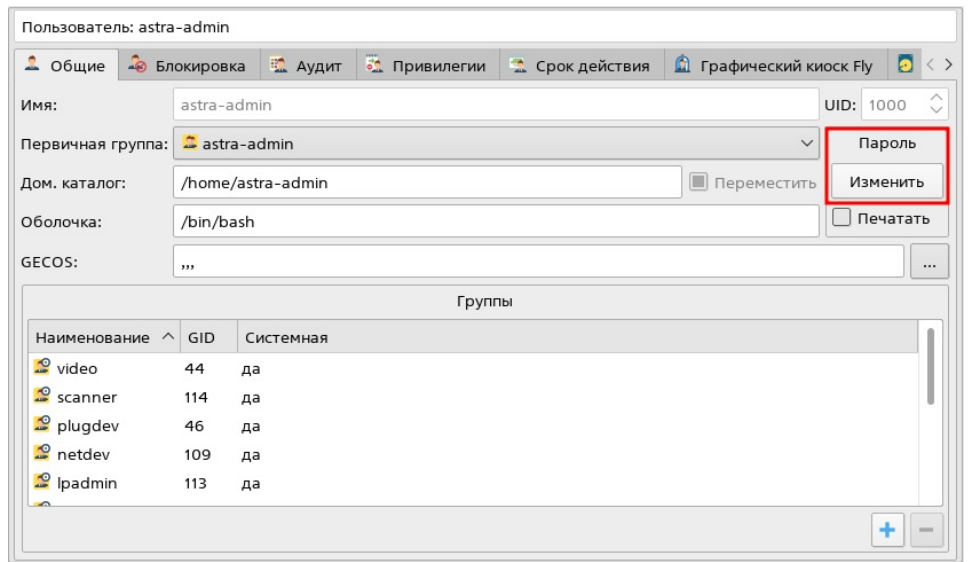 Пользователь: astra-admin
Общие Блокировка Аудит Привилегии Срок действия Графический киоск Fly
Имя: astra-admin UID: 1000
Первичная группа: astra-admin Пароль
Дом. каталог: /home/astra-admin Переместить Изменить
Оболочка: /bin/bash Печатать
GECOS: ,,, ...
Группы
Наименование GID Системная
video 44 да
scanner 114 да
plugdev 46 да
netdev 109 да
lpadmin 113 да